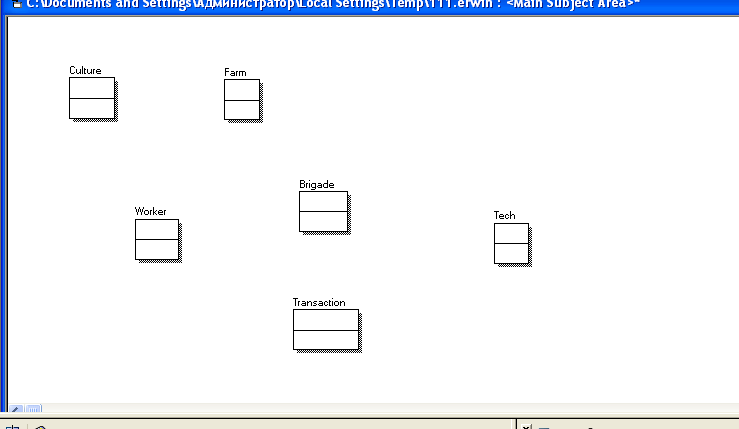 C:\Documents and Settings\Администратор\Local Settings\Temp\111.erwin : <Main Subject Area>*
Culture
Farm
Brigade
Worker
Tech
Transaction